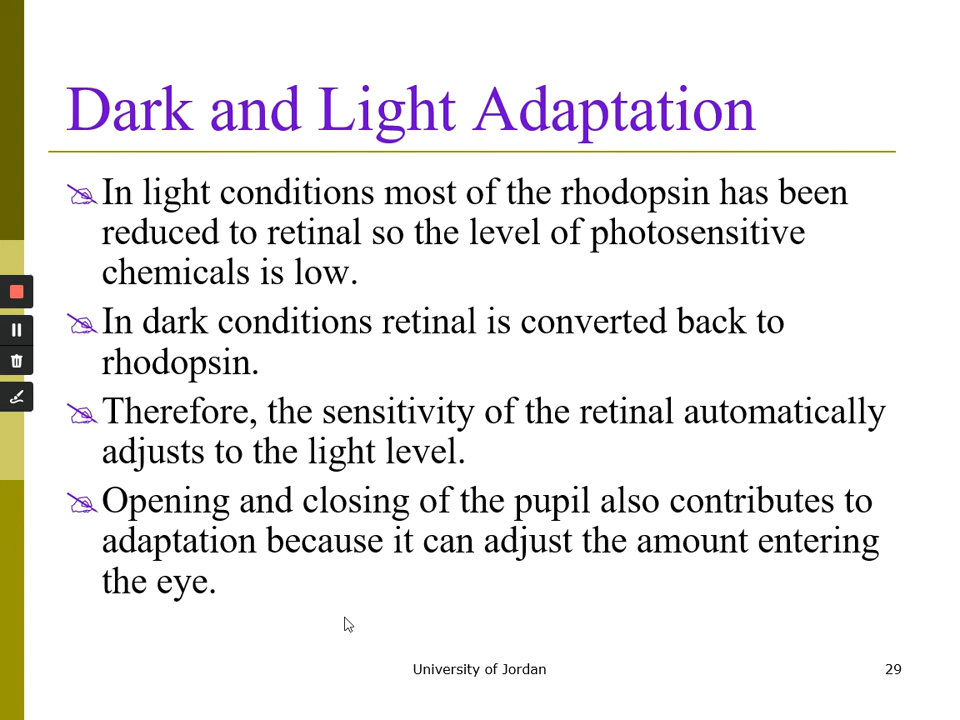 Dark and Light Adaptation
In light conditions most of the rhodopsin has been
reduced to retinal so the level of photosensitive
chemicals is low.
In dark conditions retinal is converted back to
rhodopsin.
Therefore, the sensitivity of the retinal automatically
adjusts to the light level.
Opening and closing of the pupil also contributes to
adaptation because it can adjust the amount entering
the eye.
University of Jordan
29